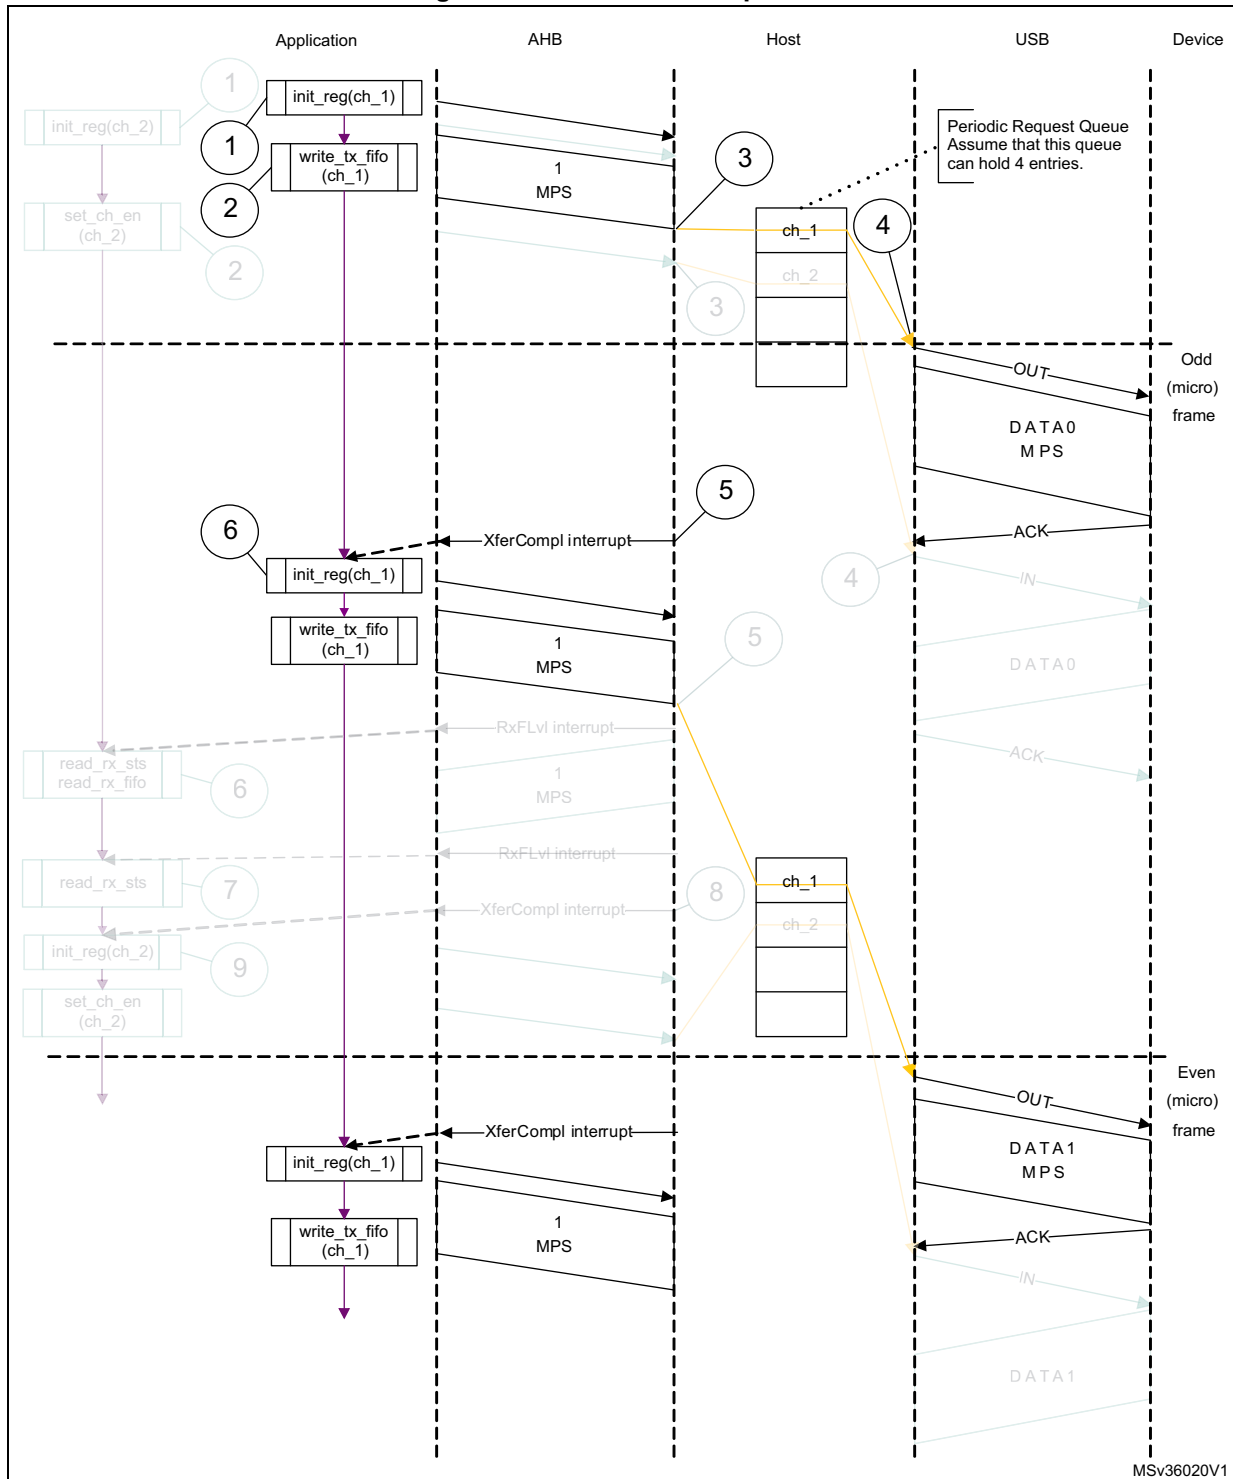 Application
AHB
Host
USB
Device
1
init_reg(ch_1)
init_reg(ch_2)
1
Periodic Request Queue
Assume that this queue
can hold 4 entries.
write_tx_fifo
(ch_1)
1
MPS
3
2
set_ch_en
(ch_2)
2
ch_1
4
ch_2
3
Odd
(micro)
frame
OUT
DATA0
MPS
5
6
ACK
XferCompl interrupt
init_reg(ch_1)
4
IN
write_tx_fifo
(ch_1)
1
MPS
5
DATA0
RxFLvl interrupt
ACK
read_rx_sts
read_rx_fifo
6
1
MPS
RxFLvl interrupt
read_rx_sts
7
8
ch_1
XferCompl interrupt
ch_2
init_reg(ch_2)
9
set_ch_en
(ch_2)
Even
(micro)
frame
OUT
XferCompl interrupt
DATA1
MPS
init_reg(ch_1)
write_tx_fifo
(ch_1)
1
MPS
ACK
IN
DATA1
MSv36020V1